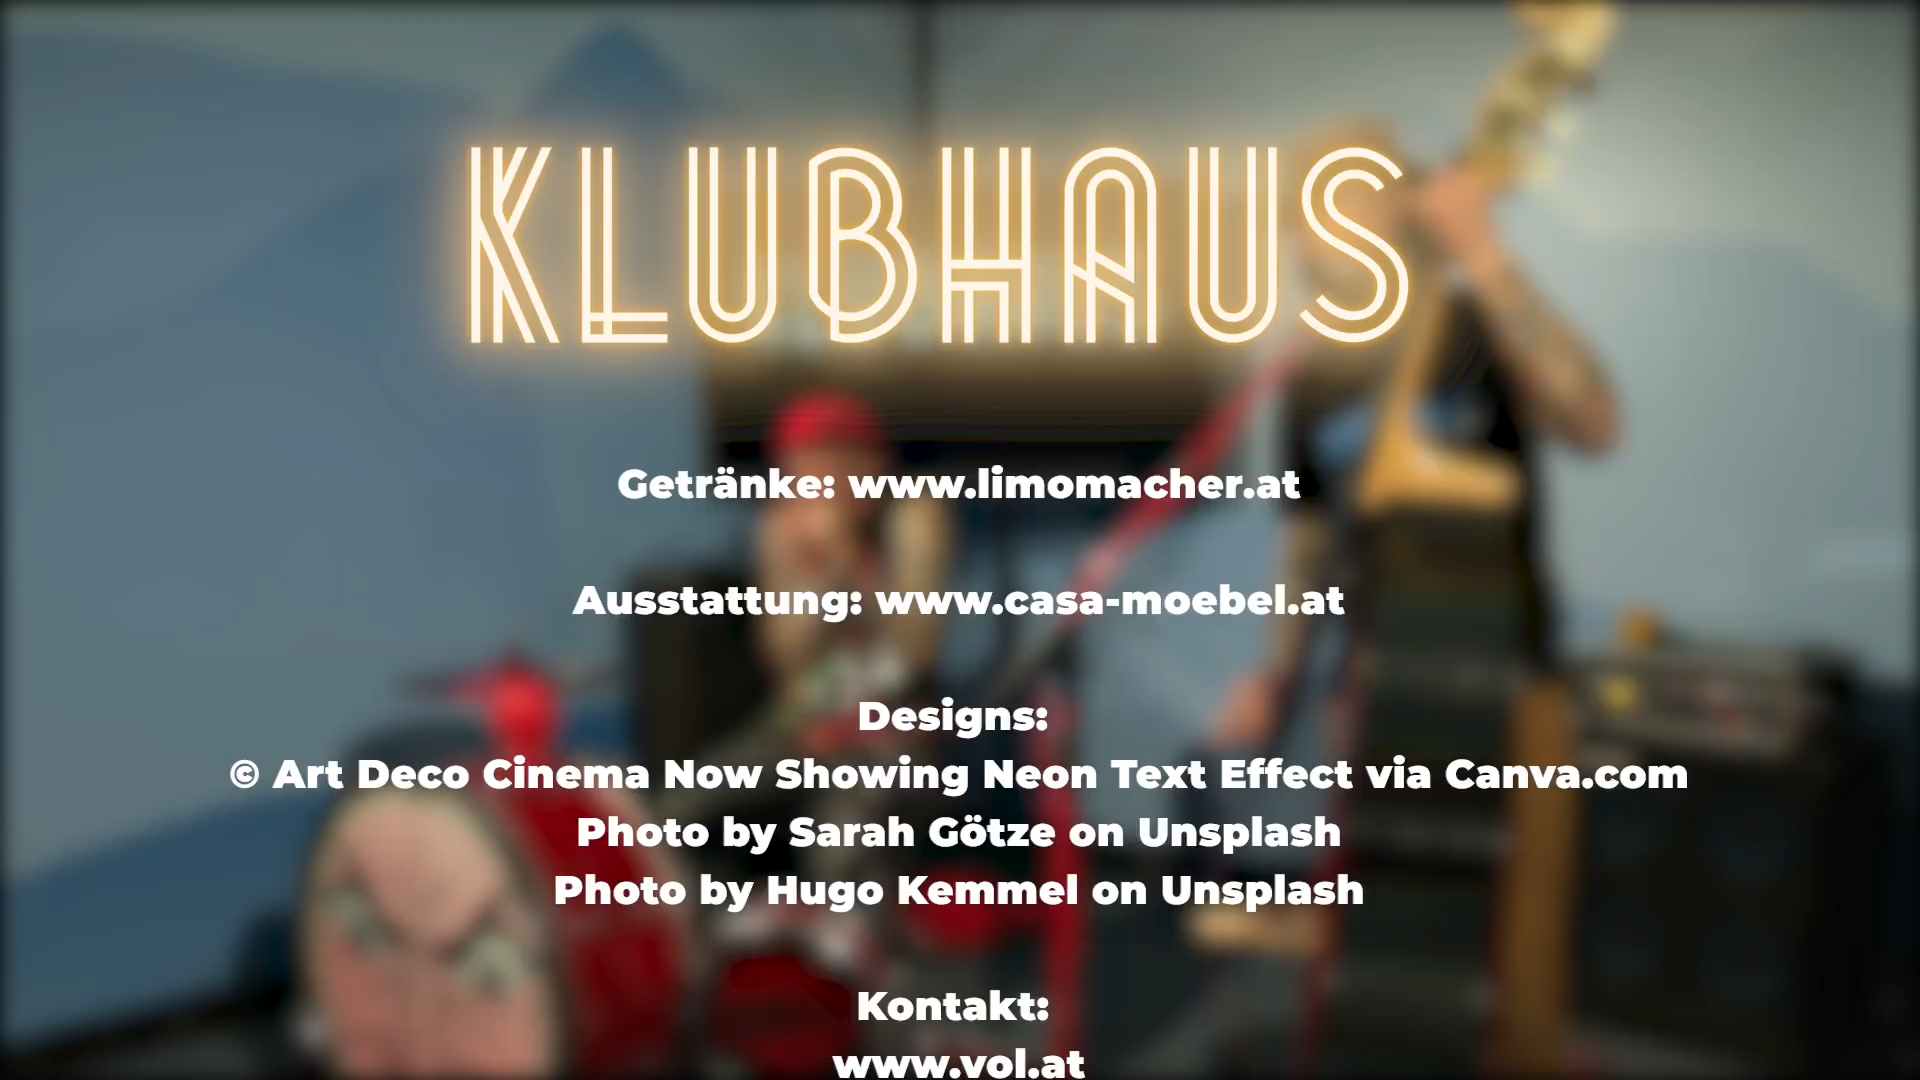 KLUBHAUS
Getränke: www.limomacher.at
Ausstattung: www.casa-moebel.at
Designs:
© Art Deco Cinema Now Showing Neon Text Effect via Canva.com
Photo by Sarah Götze on Unsplash
Photo by Hugo Kemmel on Unsplash
Kontakt:
www.vol.at